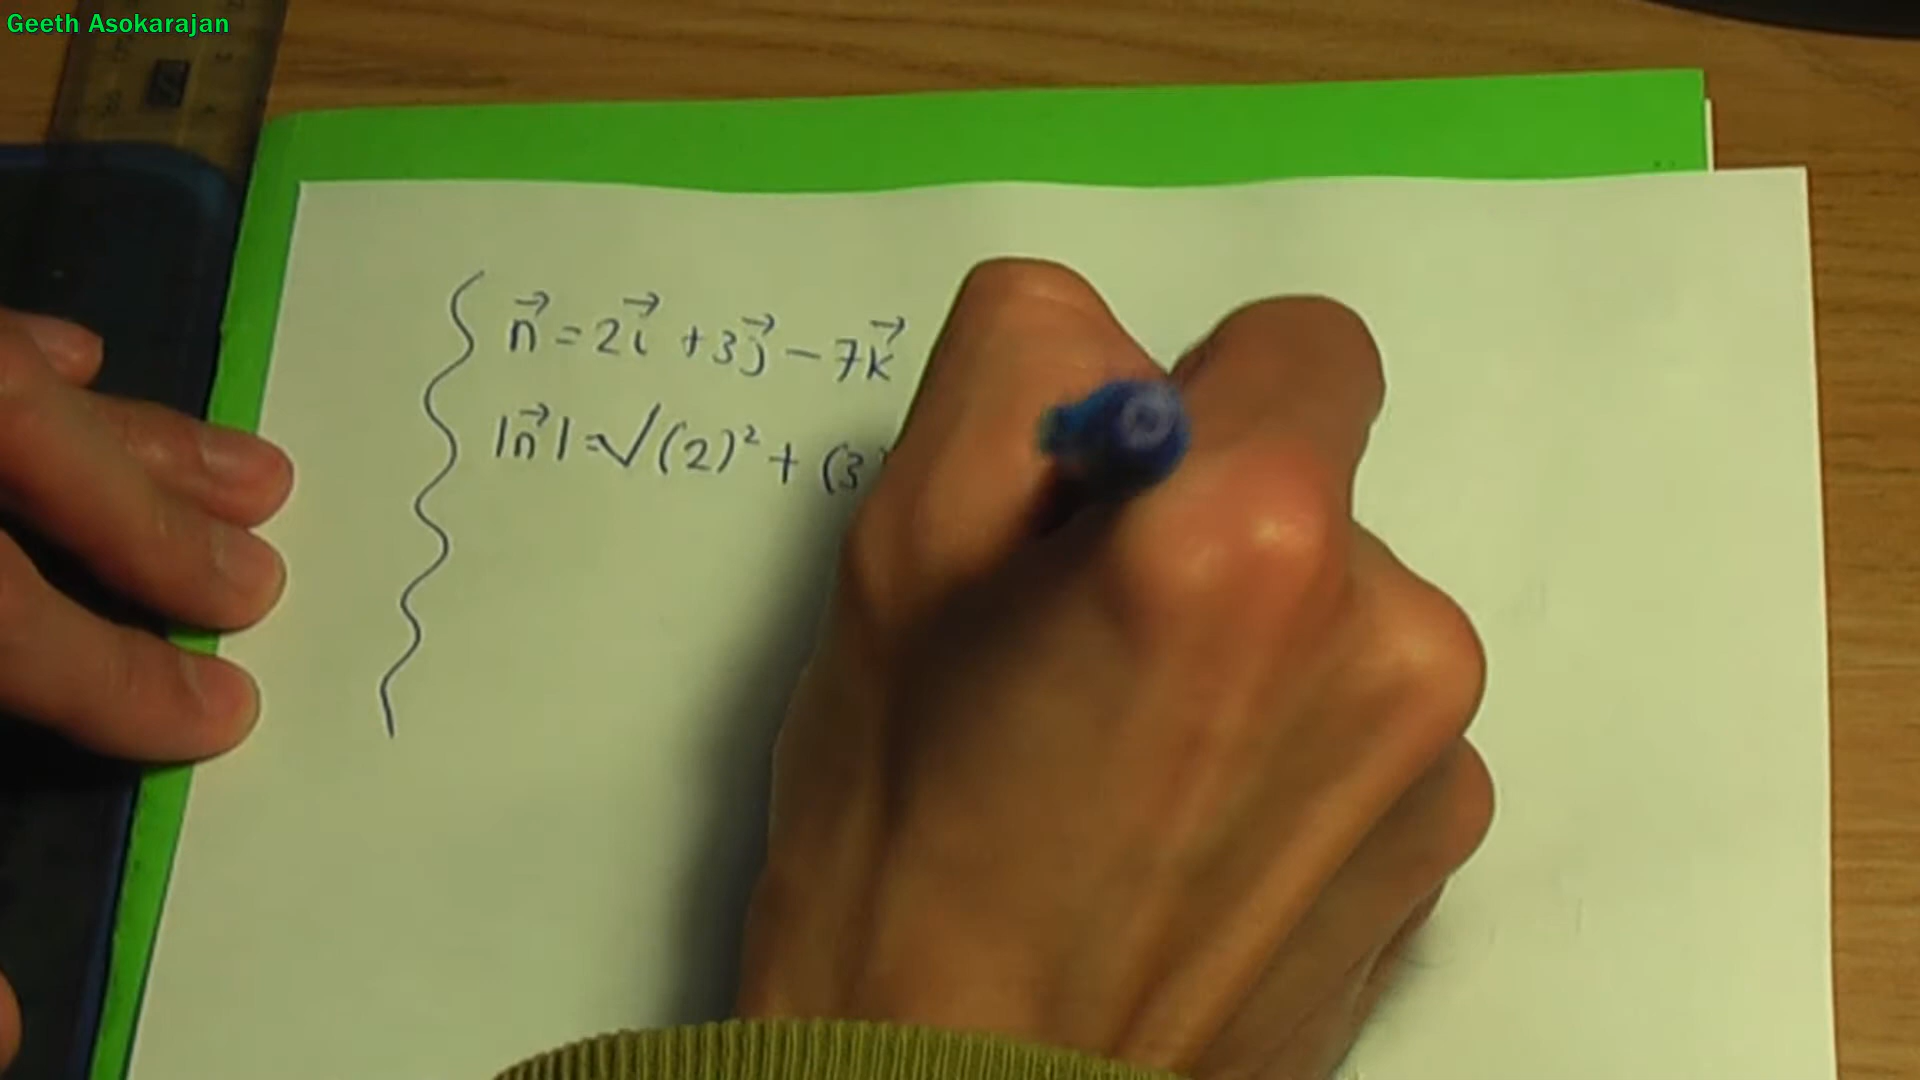 Geeth Asokarajan
n⃗ = 2i⃗ + 3j⃗ − 7k⃗
|n⃗| = √(2)² + (3